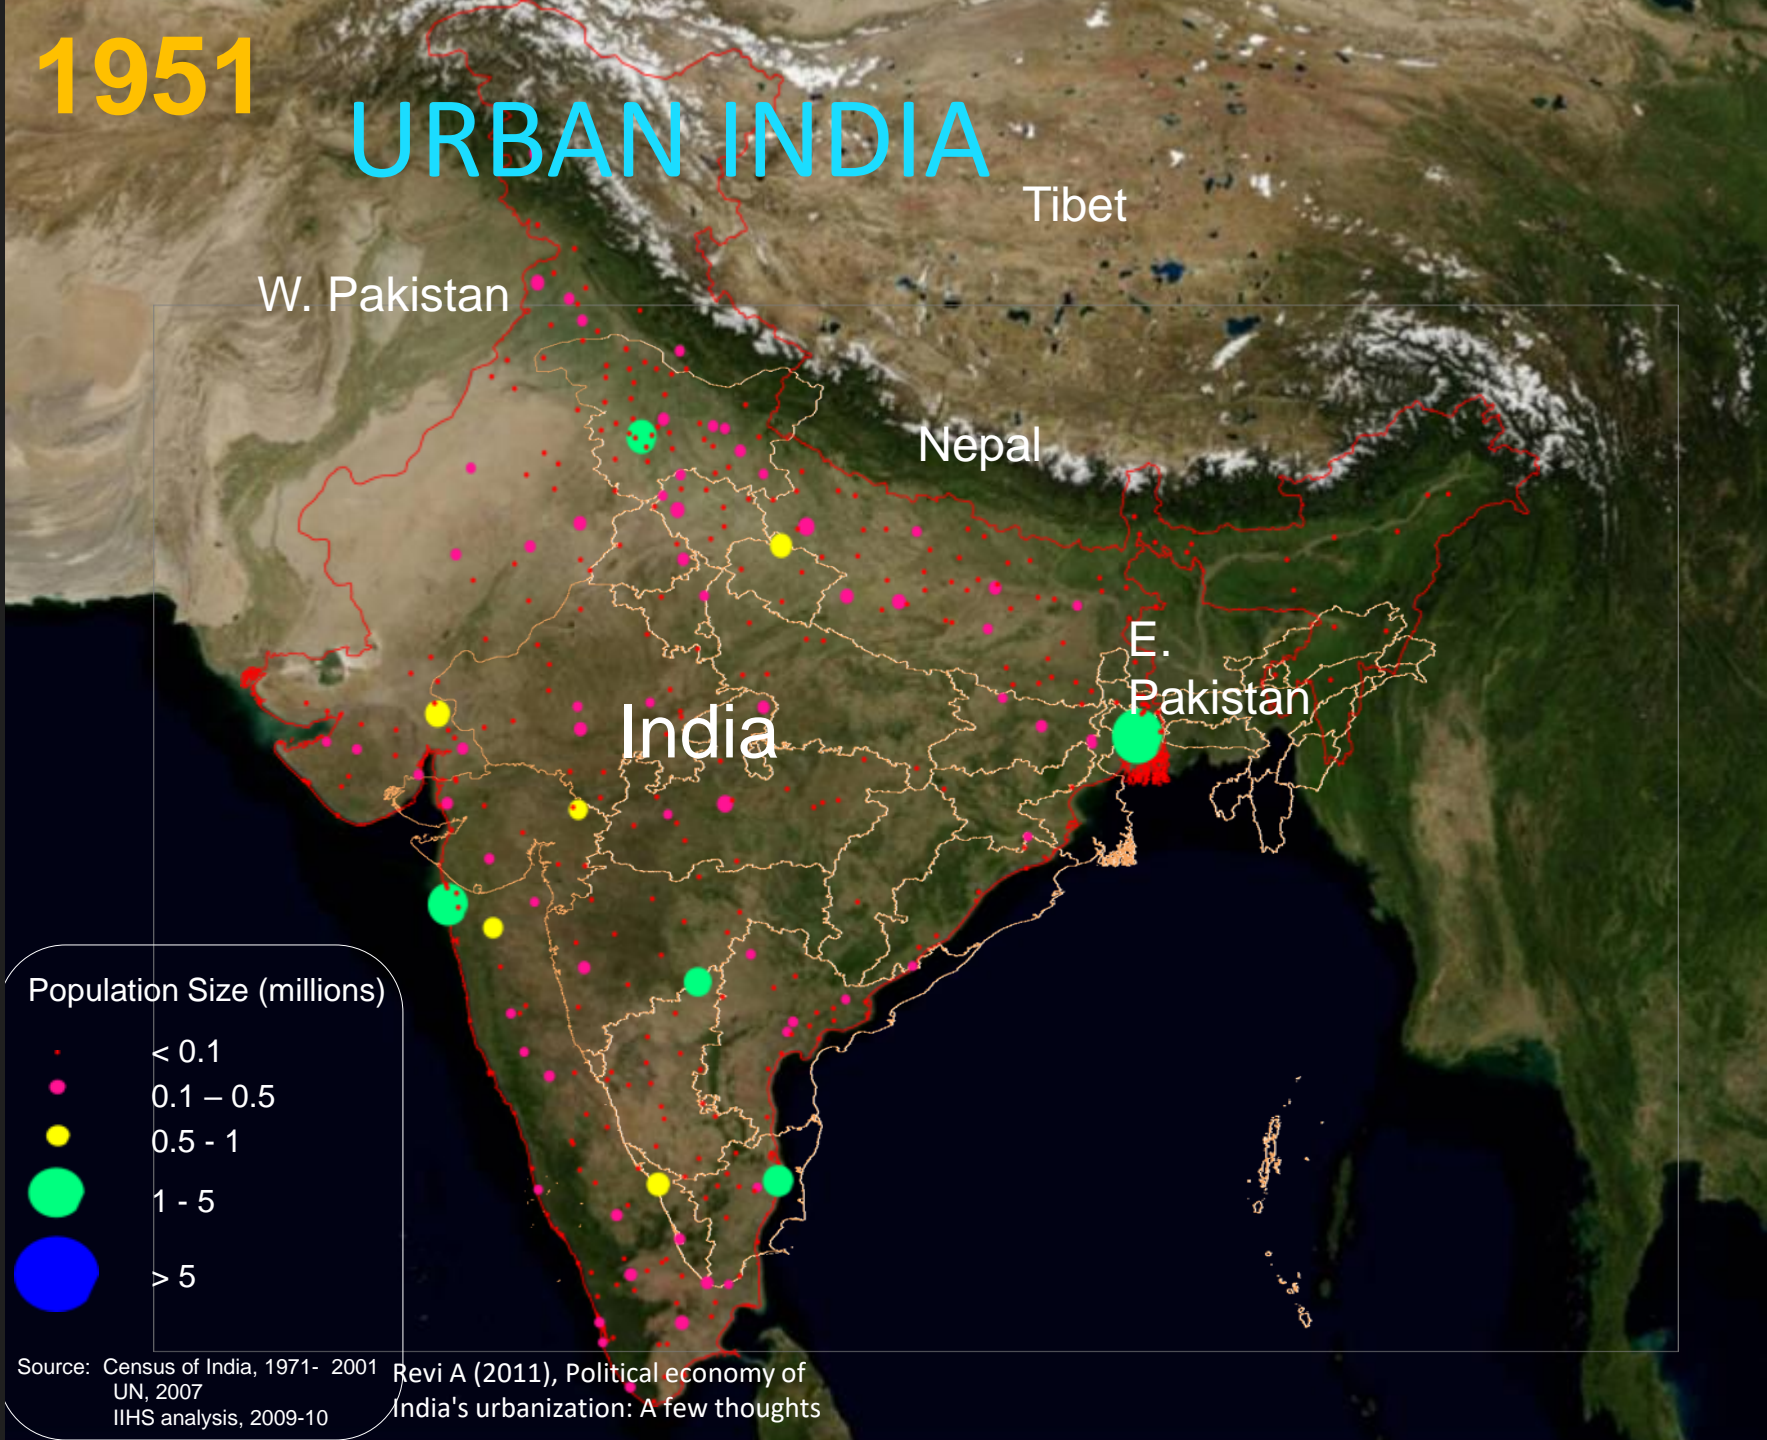 1951
URBAN INDIA
Tibet
W. Pakistan
Nepal
E.
Pakistan
India
Population Size (millions)
< 0.1
0.1 – 0.5
0.5 - 1
1 - 5
> 5
Source: Census of India, 1971- 2001
UN, 2007
IIHS analysis, 2009-10
Revi A (2011), Political economy of
India's urbanization: A few thoughts